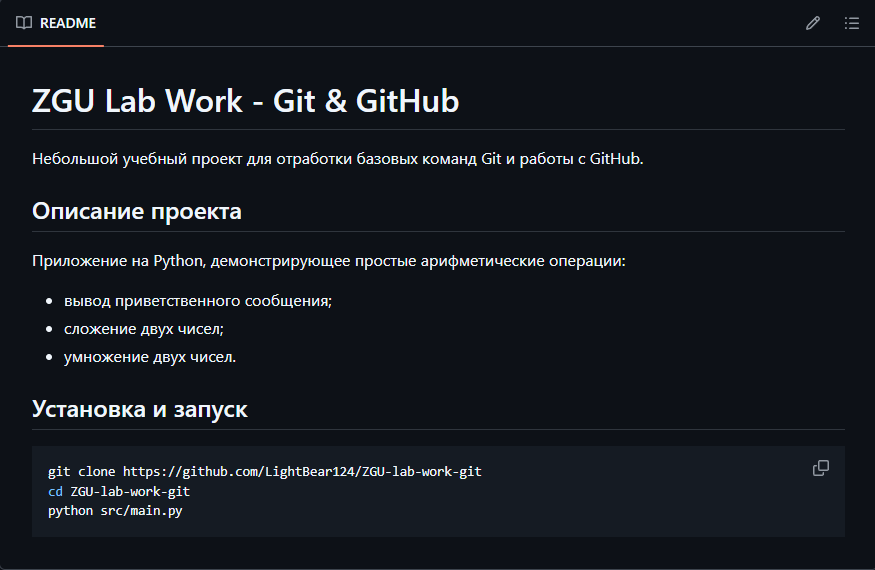 README
ZGU Lab Work - Git & GitHub
Небольшой учебный проект для отработки базовых команд Git и работы с GitHub.
Описание проекта
Приложение на Python, демонстрирующее простые арифметические операции:
• вывод приветственного сообщения;
• сложение двух чисел;
• умножение двух чисел.
Установка и запуск
git clone https://github.com/LightBear124/ZGU-lab-work-git
cd ZGU-lab-work-git
python src/main.py